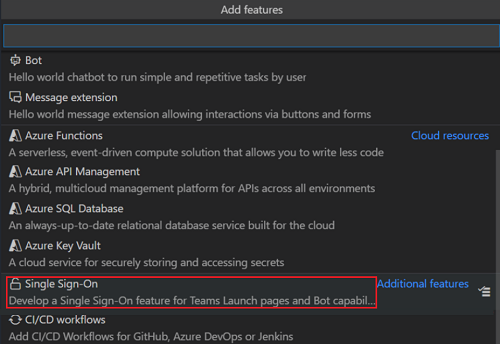 Add features
Bot
Hello world chatbot to run simple and repetitive tasks by user
Message extension
Hello world message extension allowing interactions via buttons and forms
Azure Functions Cloud resources
A serverless, event-driven compute solution that allows you to write less code
Azure API Management
A hybrid, multicloud management platform for APIs across all environments
Azure SQL Database
An always-up-to-date relational database service built for the cloud
Azure Key Vault
A cloud service for securely storing and accessing secrets
Single Sign-On Additional features
Develop a Single Sign-On feature for Teams Launch pages and Bot capabil...
CI/CD workflows
Add CI/CD Workflows for GitHub, Azure DevOps or Jenkins